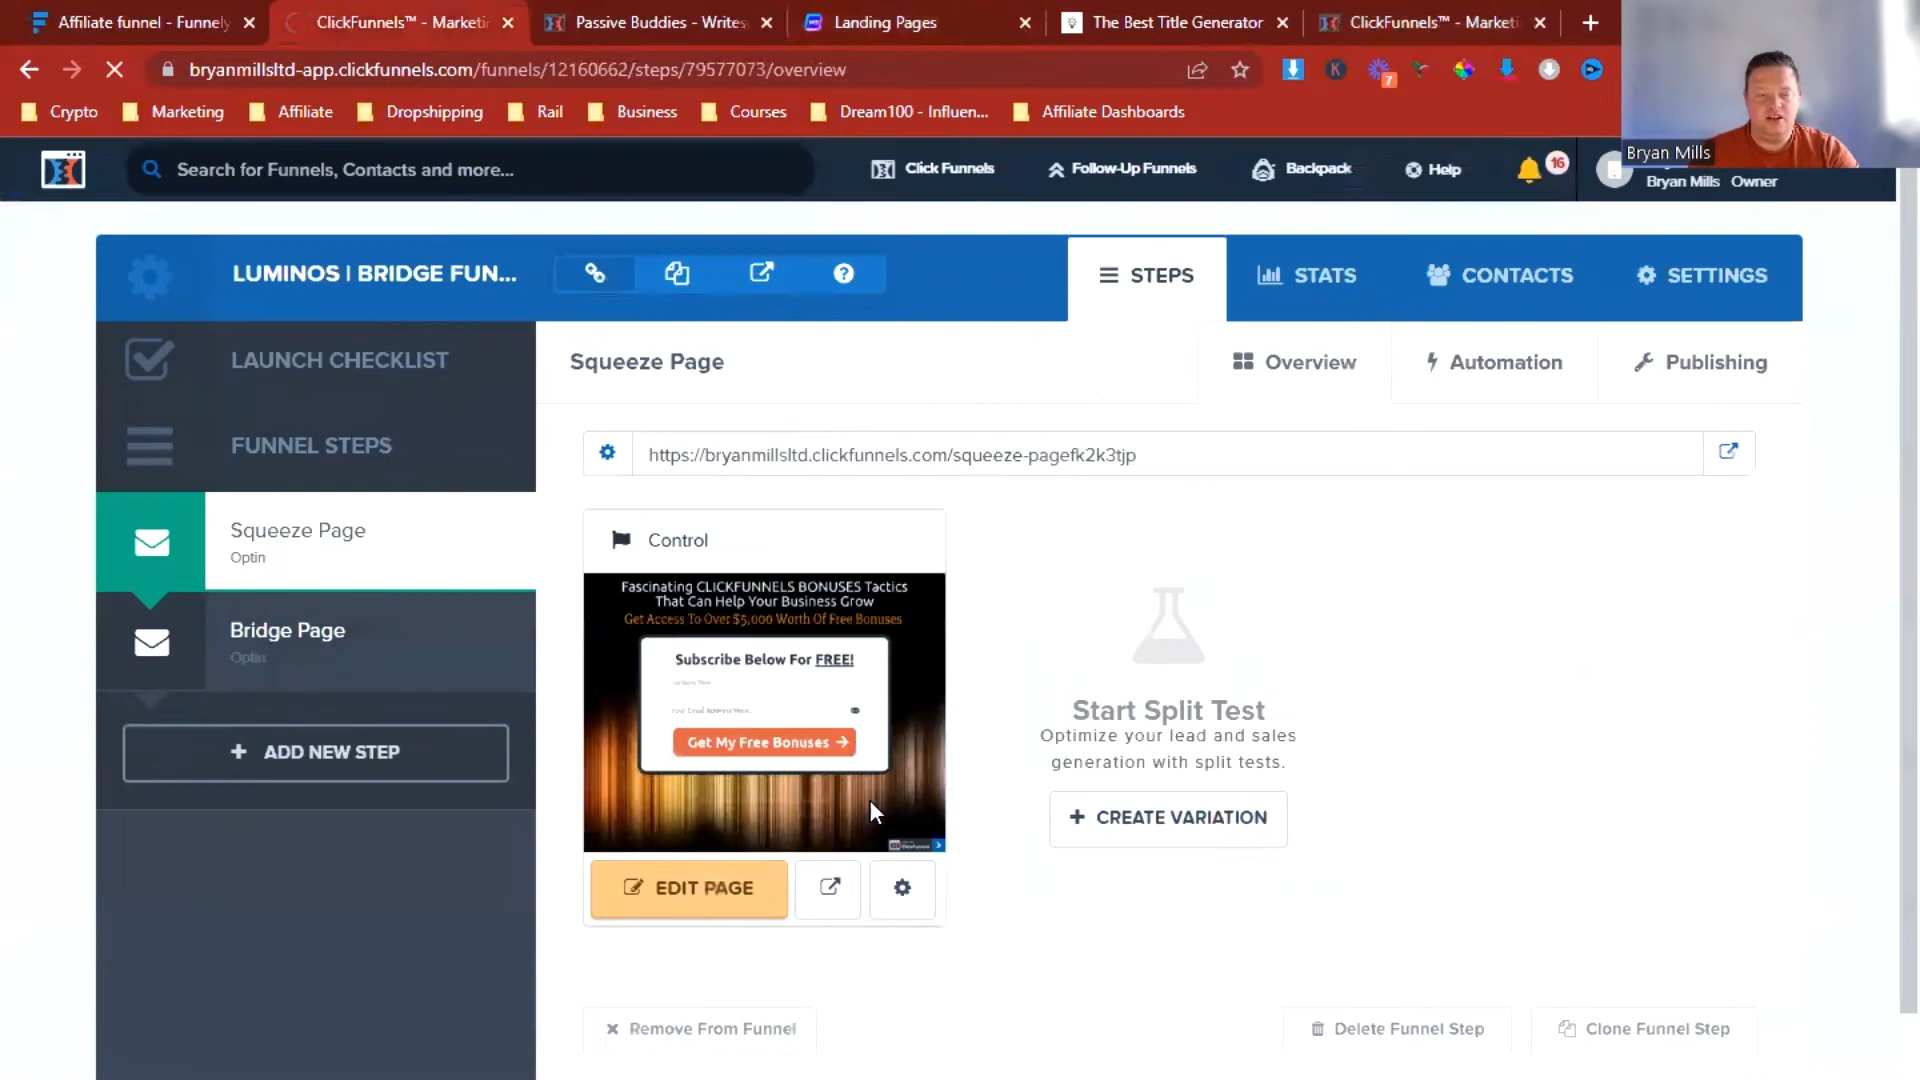 Affiliate funnel - Funnely
ClickFunnels™ - Marketi
Passive Buddies - Writes
Landing Pages
The Best Title Generator
ClickFunnels™ - Marketi
bryanmillsltd-app.clickfunnels.com/funnels/12160662/steps/79577073/overview
7
Crypto
Marketing
Affiliate
Dropshipping
Rail
Business
Courses
Dream100 - Influen...
Affiliate Dashboards
Bryan Mills
Search for Funnels, Contacts and more...
Click Funnels
Follow-Up Funnels
Backpack
Help
16
Bryan Mills Owner
LUMINOS | BRIDGE FUN...
STEPS
STATS
CONTACTS
SETTINGS
LAUNCH CHECKLIST
FUNNEL STEPS
Squeeze Page
Optin
Bridge Page
Optin
ADD NEW STEP
Squeeze Page
Overview
Automation
Publishing
https://bryanmillsltd.clickfunnels.com/squeeze-pagefk2k3tjp
Control
Fascinating CLICKFUNNELS BONUSES Tactics
That Can Help Your Business Grow
Get Access To Over $5,000 Worth Of Free Bonuses
Subscribe Below For FREE!
Get My Free Bonuses
EDIT PAGE
Start Split Test
Optimize your lead and sales
generation with split tests.
CREATE VARIATION
Remove From Funnel
Delete Funnel Step
Clone Funnel Step